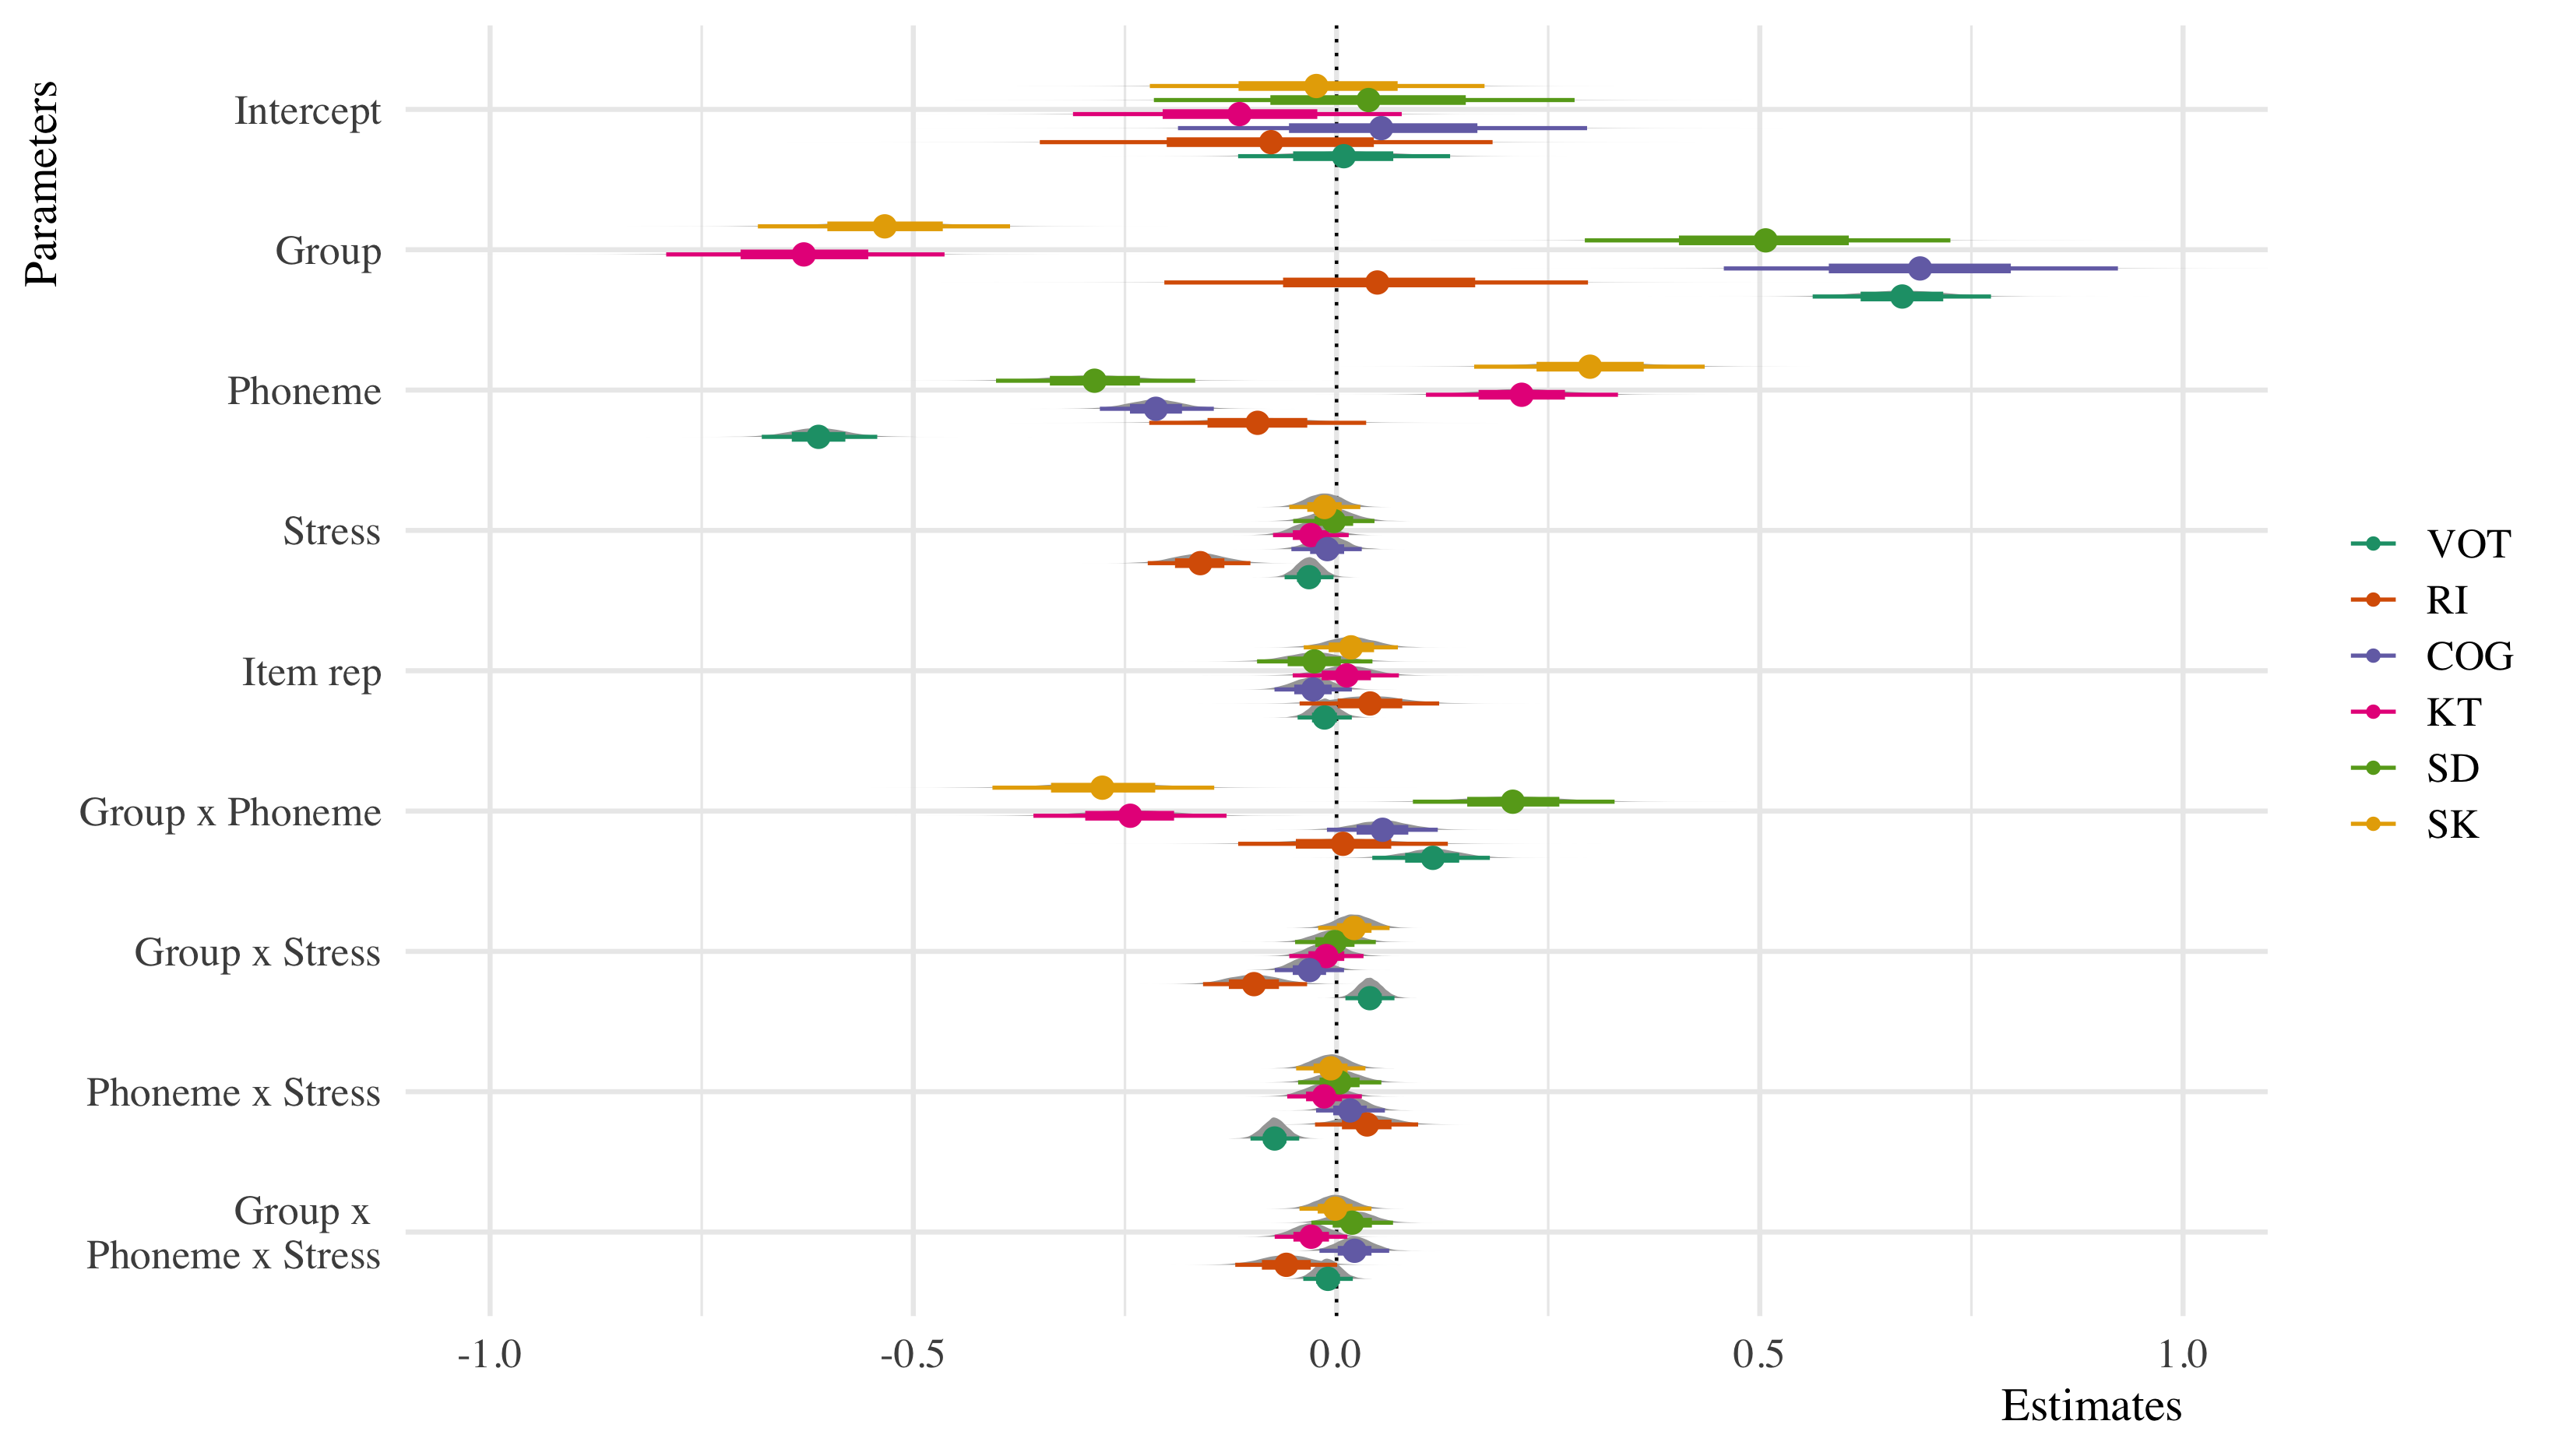 Parameters
Intercept
Group
Phoneme
Stress
Item rep
Group x Phoneme
Group x Stress
Phoneme x Stress
Group x
Phoneme x Stress
-1.0
-0.5
0.0
0.5
1.0
Estimates
VOT
RI
COG
KT
SD
SK